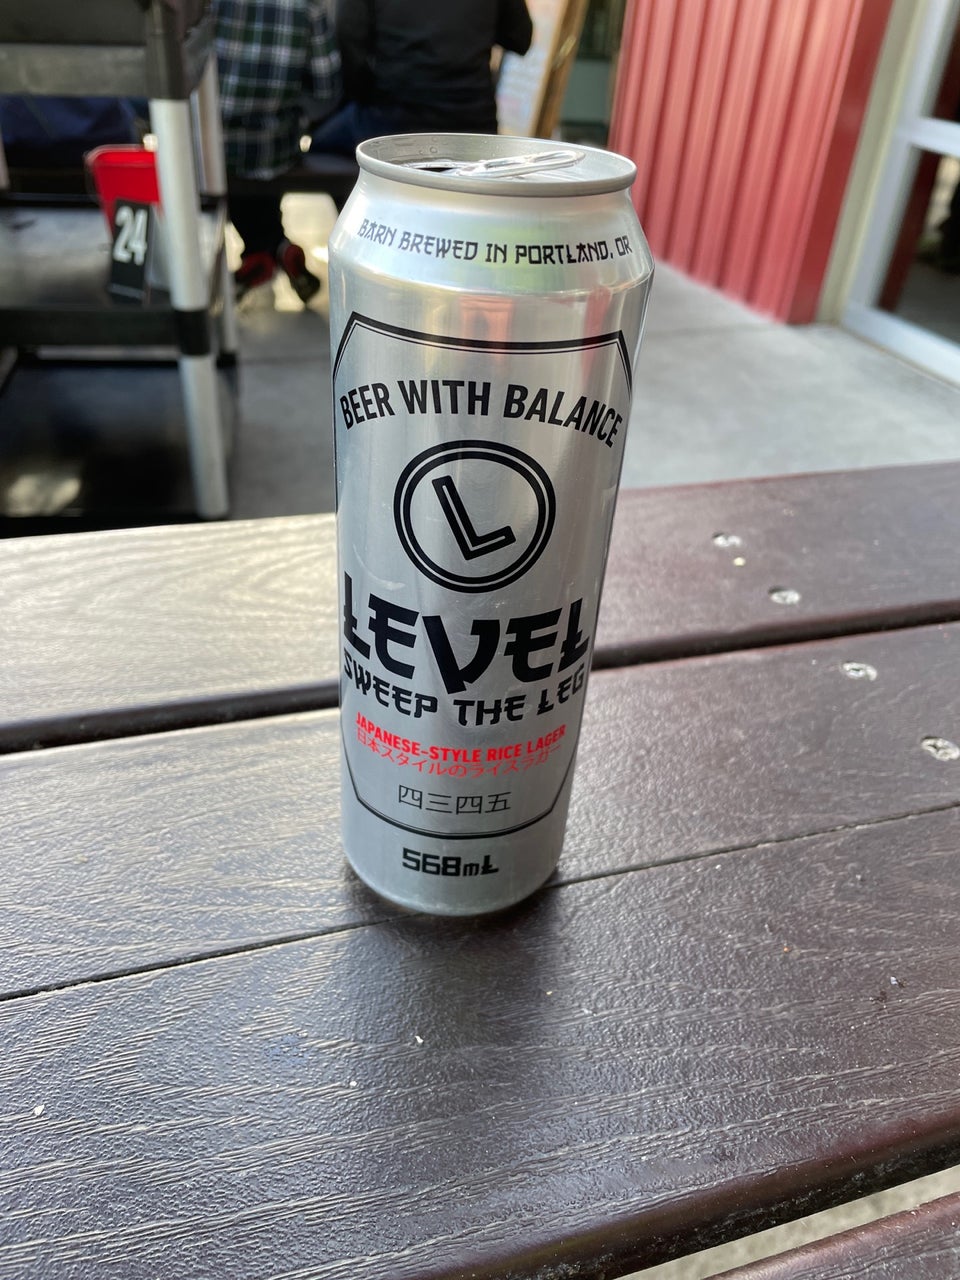 24
BARN BREWED IN PORTLAND, OR
BEER WITH BALANCE
L
LEVEL
SWEEP THE LEG
JAPANESE-STYLE RICE LAGER
日本スタイルのライスラガー
四三四五
568mL